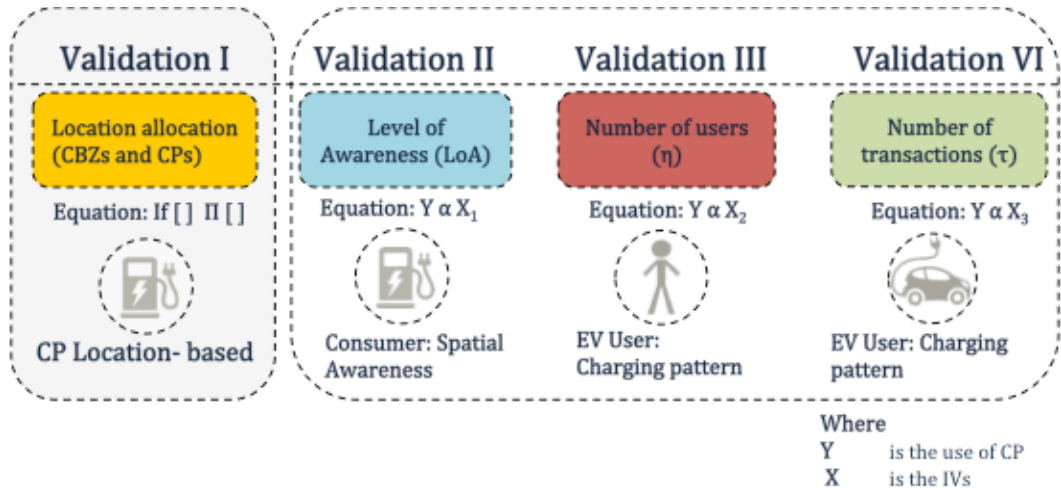 Validation I
Location allocation
(CBZs and CPs)
Equation: If [ ] Π [ ]
CP Location- based
Validation II
Level of
Awareness (LoA)
Equation: Y α X₁
Consumer: Spatial
Awareness
Validation III
Number of users
(η)
Equation: Y α X₂
EV User:
Charging pattern
Validation VI
Number of
transactions (τ)
Equation: Y α X₃
EV User: Charging
pattern
Where
Y is the use of CP
X is the IVs